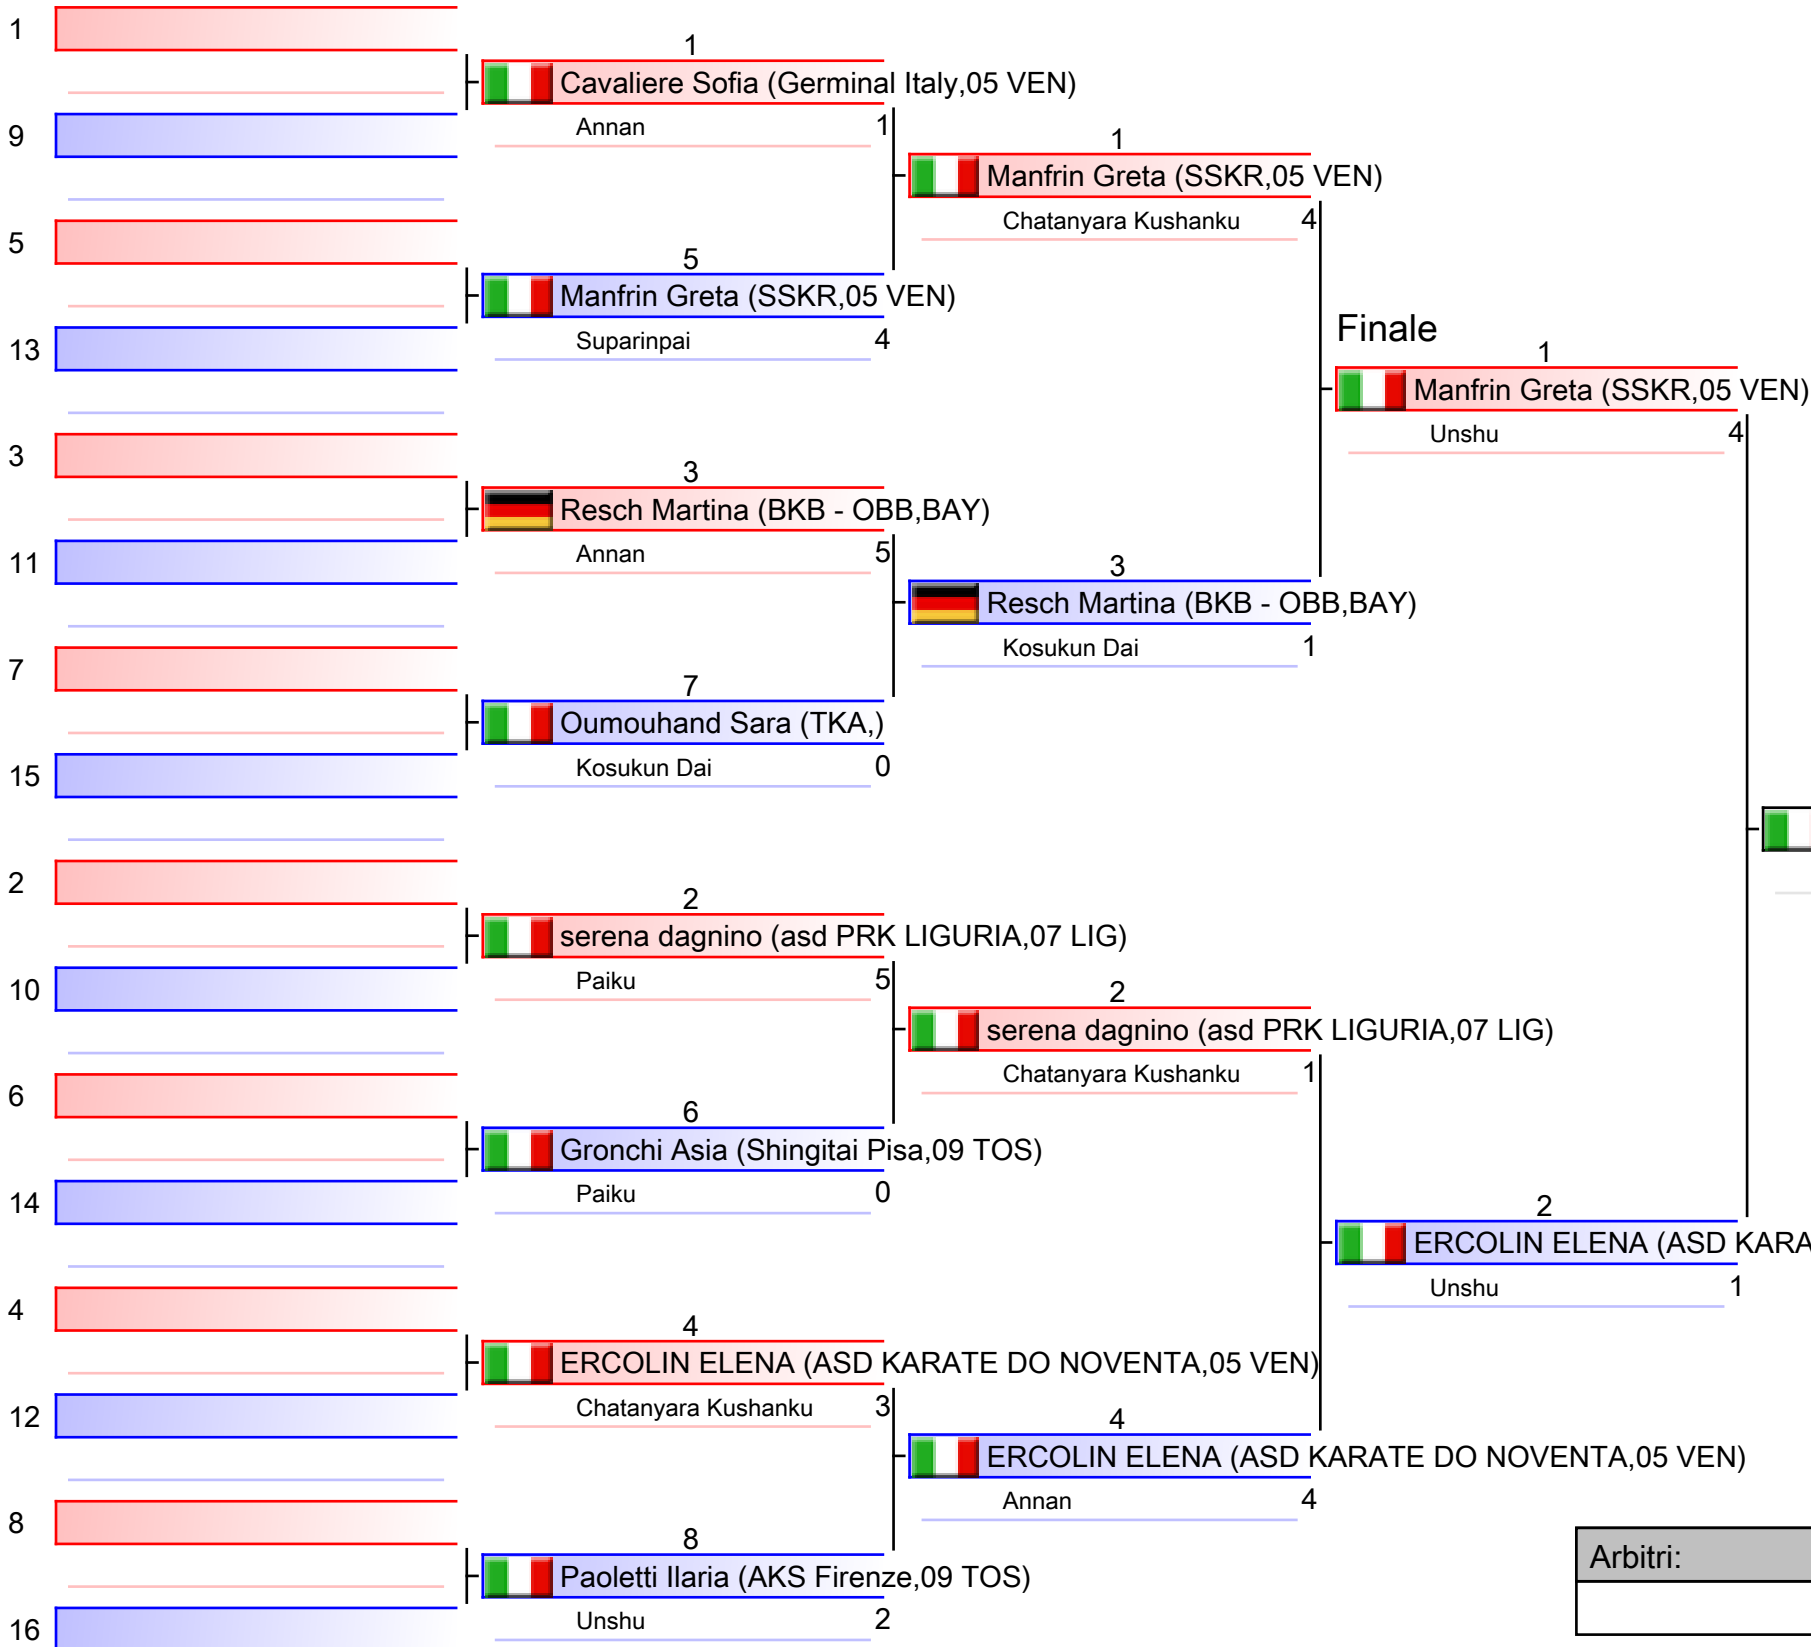 1
1
Cavaliere Sofia (Germinal Italy,05 VEN)
Annan 1
9
1
Manfrin Greta (SSKR,05 VEN)
Chatanyara Kushanku 4
5
5
Manfrin Greta (SSKR,05 VEN)
Suparinpai 4
13
Finale
1
Manfrin Greta (SSKR,05 VEN)
Unshu 4
3
3
Resch Martina (BKB - OBB,BAY)
Annan 5
11
3
Resch Martina (BKB - OBB,BAY)
Kosukun Dai 1
7
7
Oumouhand Sara (TKA,)
Kosukun Dai 0
15
2
2
serena dagnino (asd PRK LIGURIA,07 LIG)
Paiku 5
10
2
serena dagnino (asd PRK LIGURIA,07 LIG)
Chatanyara Kushanku 1
6
6
Gronchi Asia (Shingitai Pisa,09 TOS)
Paiku 0
14
2
ERCOLIN ELENA (ASD KARA
Unshu 1
4
4
ERCOLIN ELENA (ASD KARATE DO NOVENTA,05 VEN)
Chatanyara Kushanku 3
12
4
ERCOLIN ELENA (ASD KARATE DO NOVENTA,05 VEN)
Annan 4
8
8
Paoletti Ilaria (AKS Firenze,09 TOS)
Unshu 2
16
Arbitri: